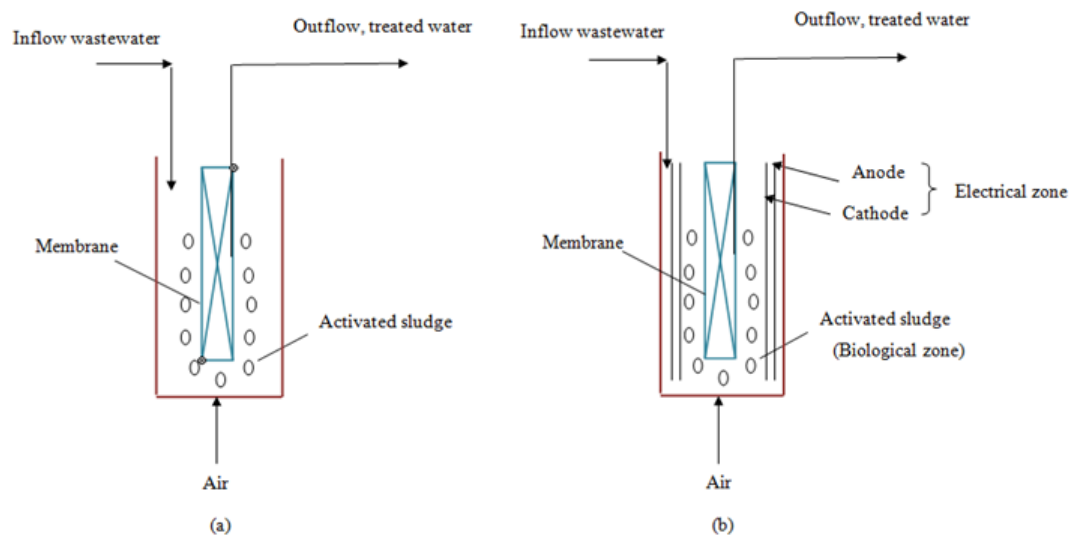 Inflow wastewater
Outflow, treated water
Membrane
Activated sludge
Air
(a)
Inflow wastewater
Outflow, treated water
Anode
Cathode
Electrical zone
Membrane
Activated sludge
(Biological zone)
Air
(b)